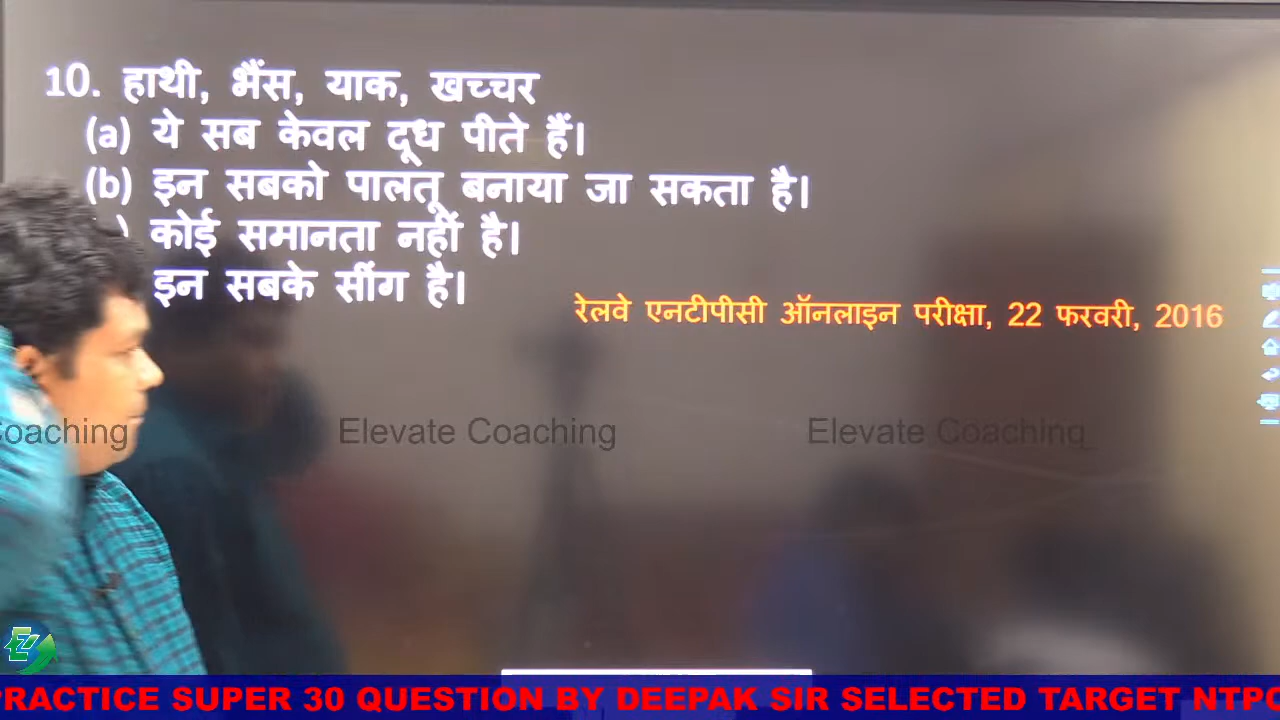 10. हाथी, भैंस, याक, खच्चर
(a) ये सब केवल दूध पीते हैं।
(b) इन सबको पालतू बनाया जा सकता है।
) कोई समानता नहीं है।
इन सबके सींग है।
रेलवे एनटीपीसी ऑनलाइन परीक्षा, 22 फरवरी, 2016
Coaching Elevate Coaching Elevate Coaching
PRACTICE SUPER 30 QUESTION BY DEEPAK SIR SELECTED TARGET NTPC